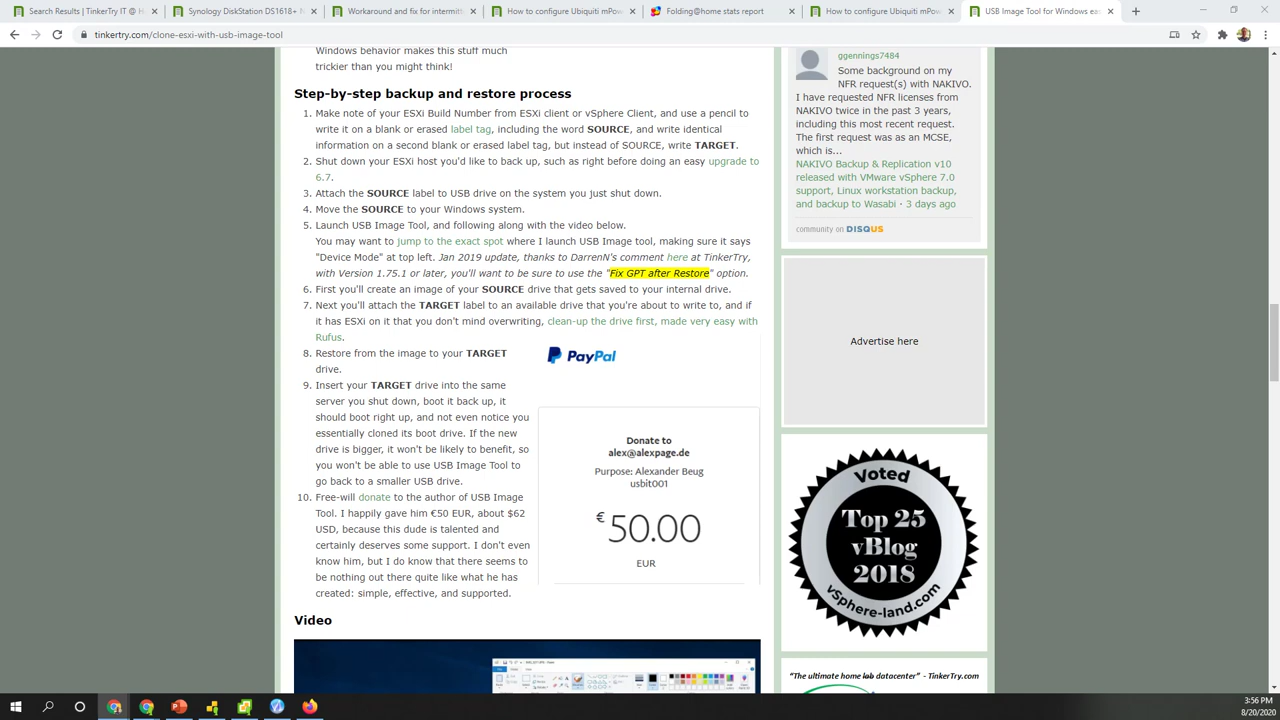 Search Results | TinkerTry IT @ H
Synology DiskStation DS1618+ N
Workaround and fix for intermitt
How to configure Ubiquiti mPow
Folding@home stats report
How to configure Ubiquiti mPow
USB Image Tool for Windows eas
tinkertry.com/clone-esxi-with-usb-image-tool
Windows behavior makes this stuff much
trickier than you might think!
Step-by-step backup and restore process
1. Make note of your ESXi Build Number from ESXi client or vSphere Client, and use a pencil to
write it on a blank or erased label tag, including the word SOURCE, and write identical
information on a second blank or erased label tag, but instead of SOURCE, write TARGET.
2. Shut down your ESXi host you'd like to back up, such as right before doing an easy upgrade to
6.7.
3. Attach the SOURCE label to USB drive on the system you just shut down.
4. Move the SOURCE to your Windows system.
5. Launch USB Image Tool, and following along with the video below.
You may want to jump to the exact spot where I launch USB Image tool, making sure it says
"Device Mode" at top left. Jan 2019 update, thanks to DarrenN's comment here at TinkerTry,
with Version 1.75.1 or later, you'll want to be sure to use the "Fix GPT after Restore" option.
6. First you'll create an image of your SOURCE drive that gets saved to your internal drive.
7. Next you'll attach the TARGET label to an available drive that you're about to write to, and if
it has ESXi on it that you don't mind overwriting, clean-up the drive first, made very easy with
Rufus.
8. Restore from the image to your TARGET
drive.
9. Insert your TARGET drive into the same
server you shut down, boot it back up, it
should boot right up, and not even notice you
essentially cloned its boot drive. If the new
drive is bigger, it won't be likely to benefit, so
you won't be able to use USB Image Tool to
go back to a smaller USB drive.
10. Free-will donate to the author of USB Image
Tool. I happily gave him €50 EUR, about $62
USD, because this dude is talented and
certainly deserves some support. I don't even
know him, but I do know that there seems to
be nothing out there quite like what he has
created: simple, effective, and supported.
PayPal
Donate to
alex@alexpage.de
Purpose: Alexander Beug
usbit001
€50.00
EUR
Video
ggennings7484
Some background on my
NFR request(s) with NAKIVO.
I have requested NFR licenses from
NAKIVO twice in the past 3 years,
including this most recent request.
The first request was as an MCSE,
which is...
NAKIVO Backup & Replication v10
released with VMware vSphere 7.0
support, Linux workstation backup,
and backup to Wasabi · 3 days ago
community on DISQUS
Advertise here
Voted
Top 25
vBlog
2018
vSphere-land.com
"The ultimate home lab datacenter" - TinkerTry.com
3:56 PM
8/20/2020